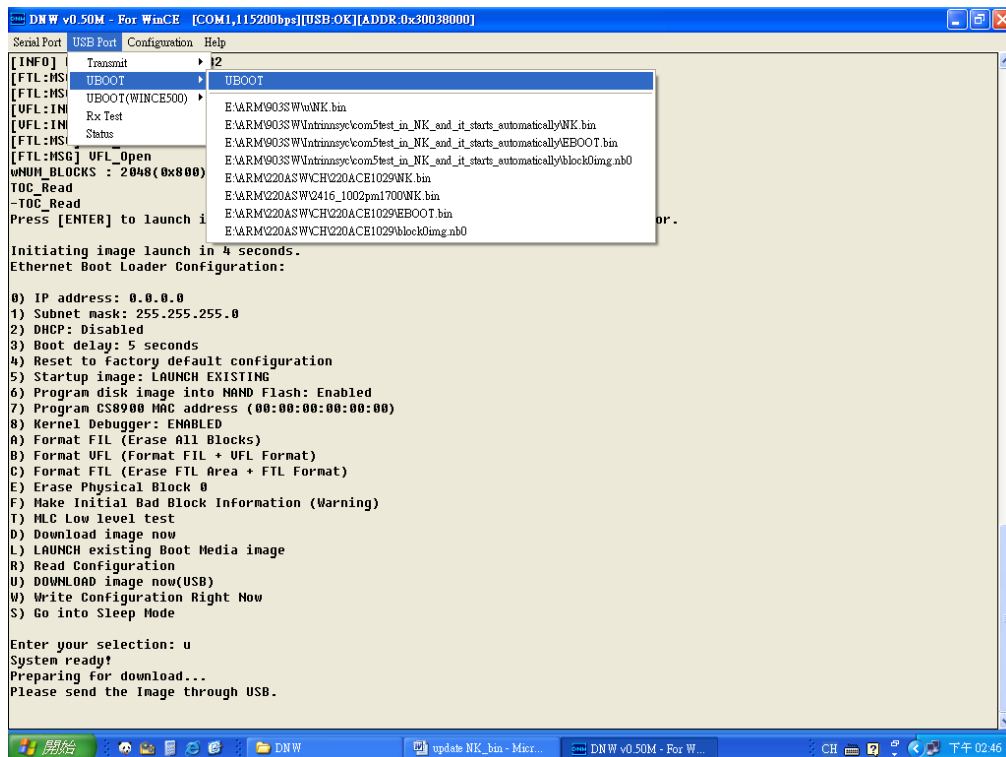 DNW v0.50M - For WinCE [COM1,115200bps][USB:OK][ADDR:0x30038000]
Serial Port USB Port Configuration Help
Transmit
UBOOT
UBOOT(WINCE500)
Rx Test
Status
UBOOT
E:\ARM\903SW\u\NK.bin
E:\ARM\903SW\Intrinnsyc\com5test_in_NK_and_it_starts_automatically\NK.bin
E:\ARM\903SW\Intrinnsyc\com5test_in_NK_and_it_starts_automatically\EBOOT.bin
E:\ARM\903SW\Intrinnsyc\com5test_in_NK_and_it_starts_automatically\block0img.nb0
E:\ARM\220ASW\CH\220ACE1029\NK.bin
E:\ARM\220ASW\2416_1002pm1700\NK.bin
E:\ARM\220ASW\CH\220ACE1029\EBOOT.bin
E:\ARM\220ASW\CH\220ACE1029\block0img.nb0
[INFO]
[FTL:MS
[FTL:MS
[VFL:IN
[VFL:IN
[FTL:MS
[FTL:MSG] VFL_Open
wNUM_BLOCKS : 2048(0x800)
TOC_Read
-TOC_Read
Press [ENTER] to launch i or.
Initiating image launch in 4 seconds.
Ethernet Boot Loader Configuration:
0) IP address: 0.0.0.0
1) Subnet mask: 255.255.255.0
2) DHCP: Disabled
3) Boot delay: 5 seconds
4) Reset to factory default configuration
5) Startup image: LAUNCH EXISTING
6) Program disk image into NAND Flash: Enabled
7) Program CS8900 MAC address (00:00:00:00:00:00)
8) Kernel Debugger: ENABLED
A) Format FIL (Erase All Blocks)
B) Format VFL (Format FIL + VFL Format)
C) Format FTL (Erase FTL Area + FTL Format)
E) Erase Physical Block 0
F) Make Initial Bad Block Information (Warning)
T) MLC Low level test
D) Download image now
L) LAUNCH existing Boot Media image
R) Read Configuration
U) DOWNLOAD image now(USB)
W) Write Configuration Right Now
S) Go into Sleep Mode
Enter your selection: u
System ready!
Preparing for download...
Please send the Image through USB.
開始 DNW update NK_bin - Micr... DNW v0.50M - For W... CH 下午 02:46